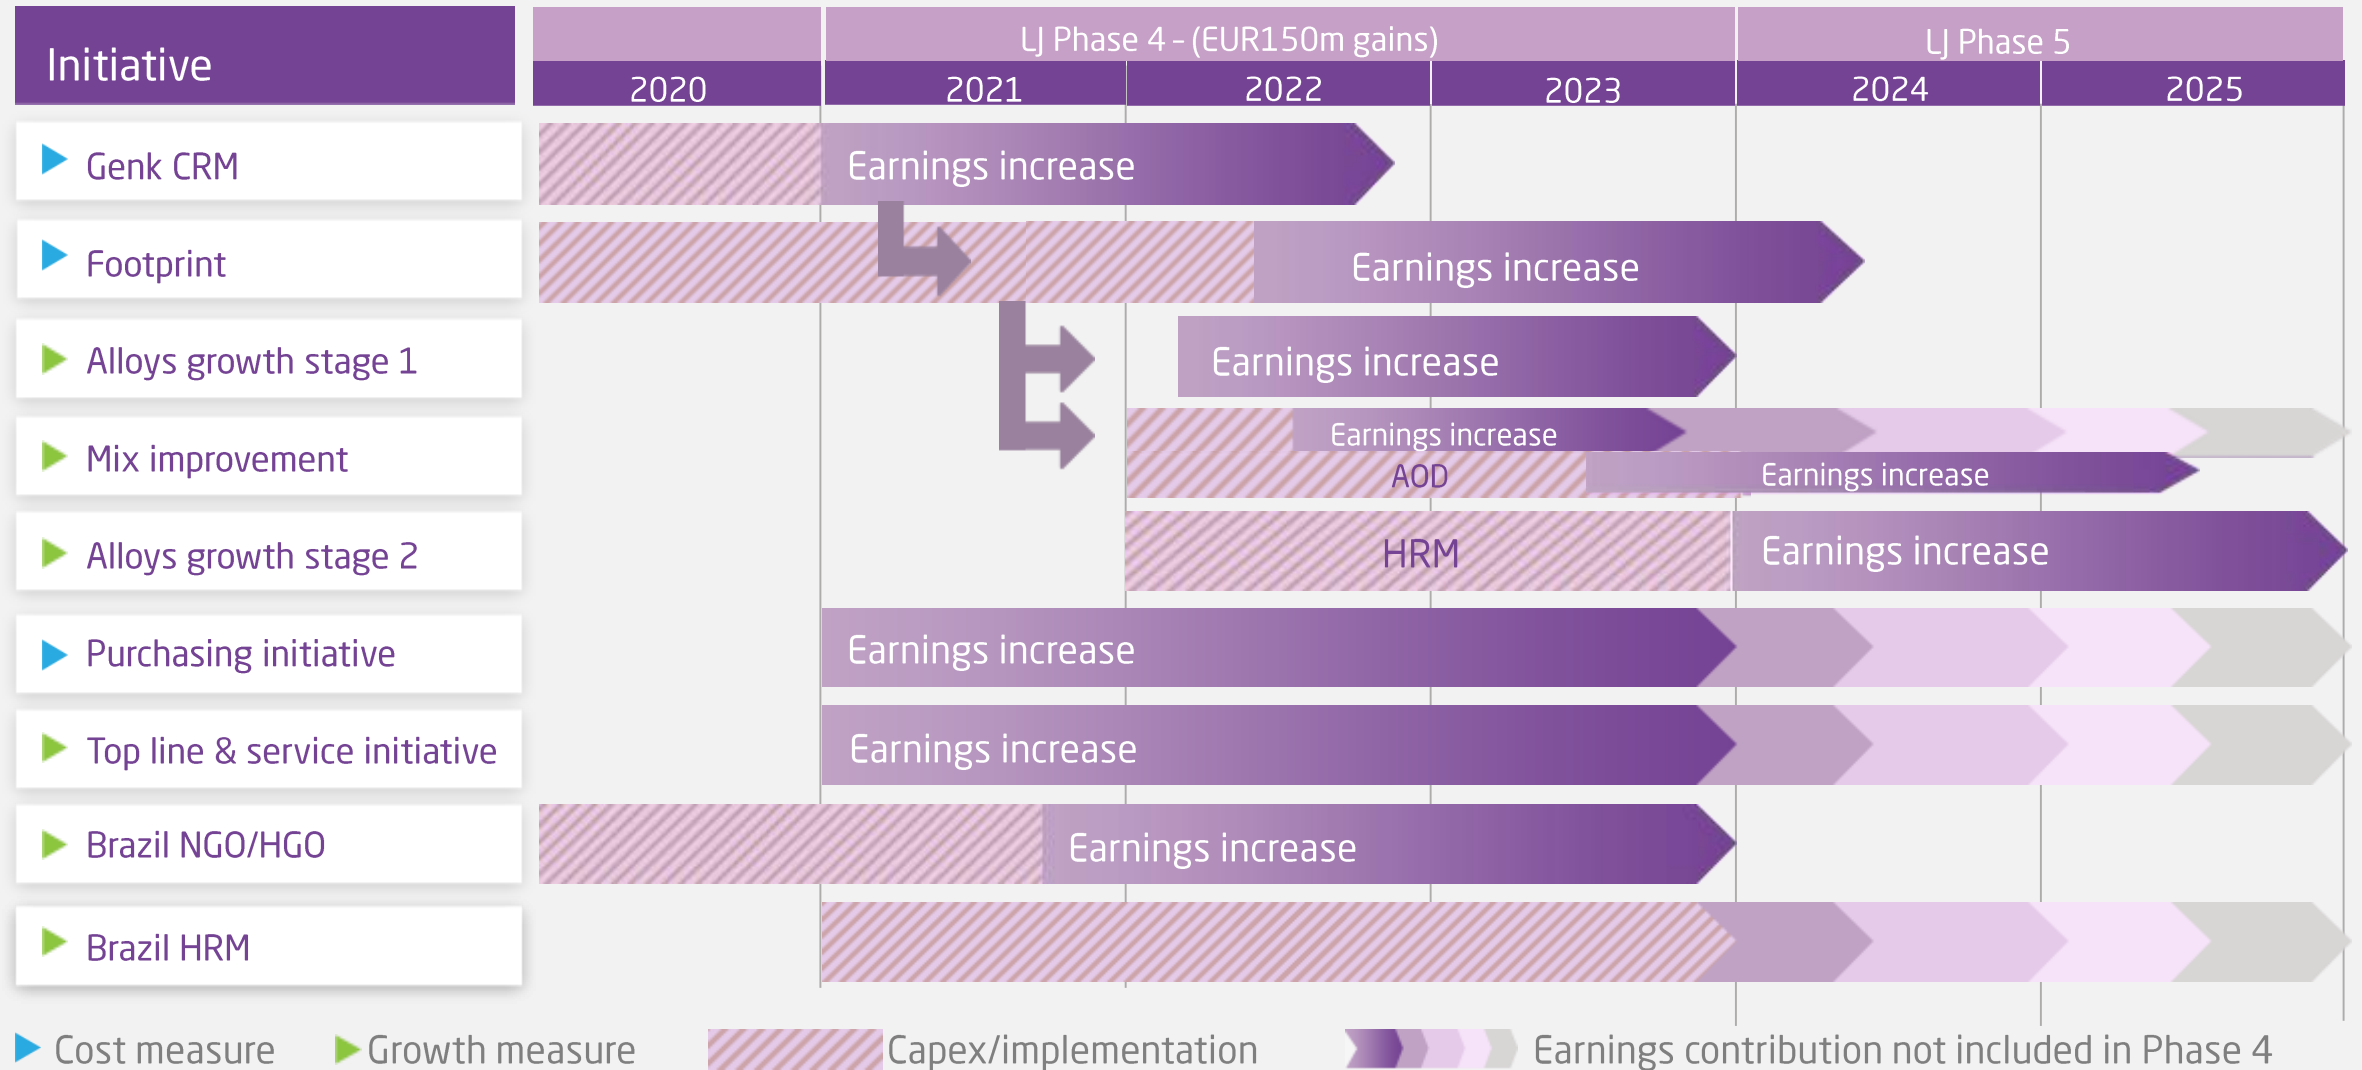 Initiative
LJ Phase 4 – (EUR150m gains)
LJ Phase 5
2020
2021
2022
2023
2024
2025
Genk CRM
Earnings increase
Footprint
Earnings increase
Alloys growth stage 1
Earnings increase
Mix improvement
Earnings increase
AOD
Earnings increase
Alloys growth stage 2
HRM
Earnings increase
Purchasing initiative
Earnings increase
Top line & service initiative
Earnings increase
Brazil NGO/HGO
Earnings increase
Brazil HRM
Cost measure
Growth measure
Capex/implementation
Earnings contribution not included in Phase 4